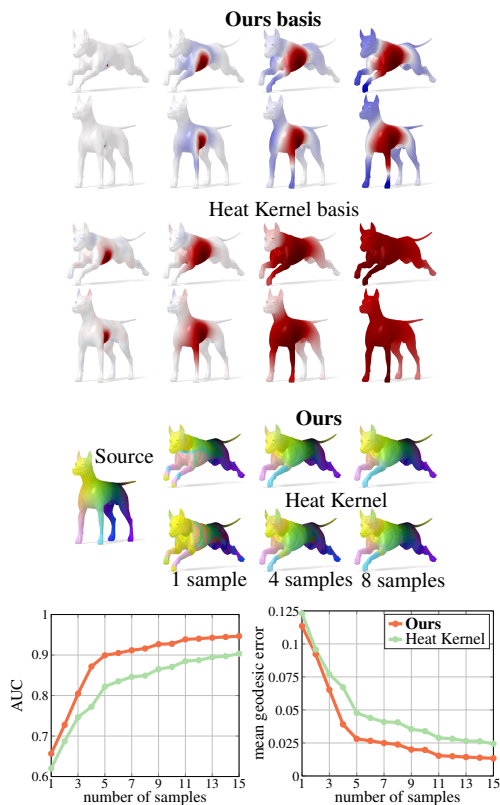 Ours basis
Heat Kernel basis
Ours
Source
Heat Kernel
1 sample
4 samples
8 samples
1
0.9
0.8
0.7
0.6
AUC
1
3
5
7
9
11
13
15
number of samples
0.125
0.1
0.075
0.05
0.025
0
mean geodesic error
Ours
Heat Kernel
1
3
5
7
9
11
13
15
number of samples